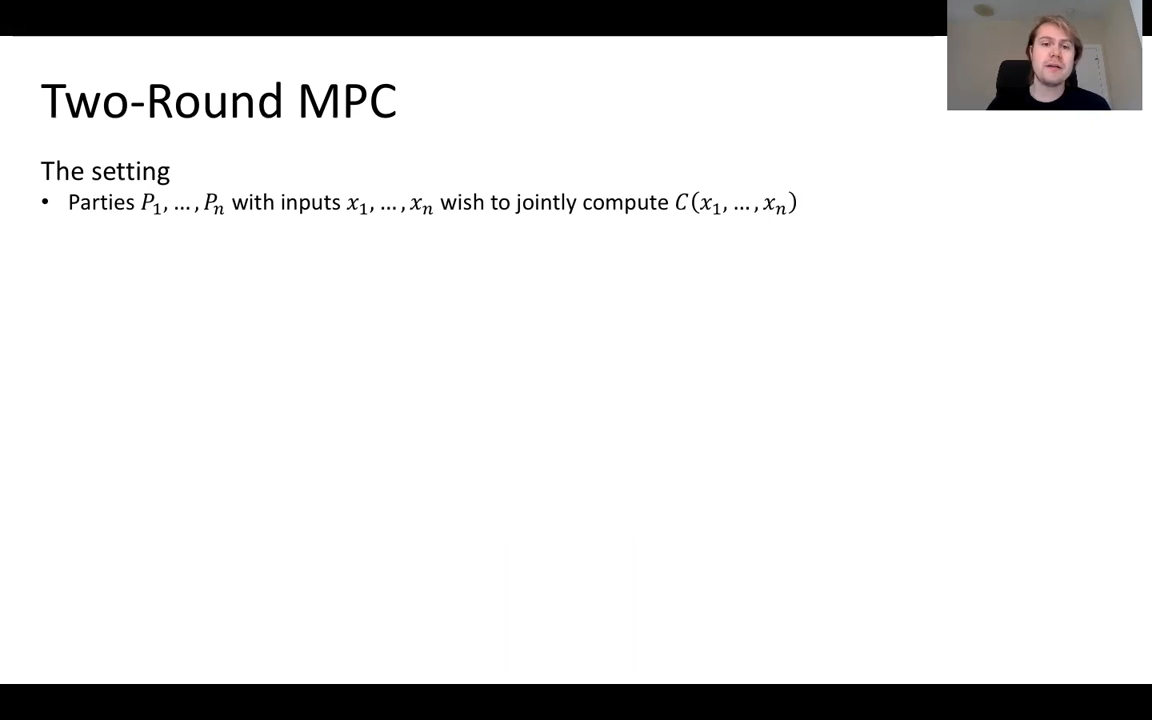 Two-Round MPC
The setting
• Parties 𝑃₁, … , 𝑃ₙ with inputs 𝑥₁, … , 𝑥ₙ wish to jointly compute 𝐶(𝑥₁, … , 𝑥ₙ)